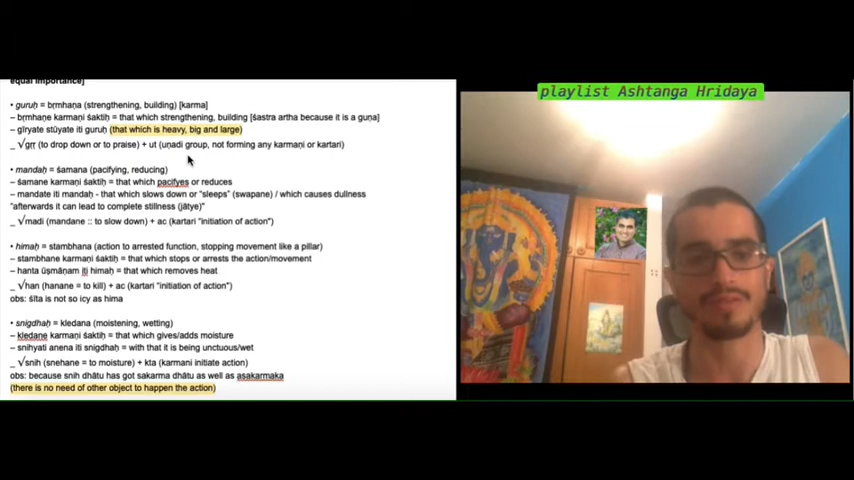 equal importance]
• guruḥ = bṛmhaṇa (strengthening, building) [karma]
– bṛmhaṇe karmaṇi śaktiḥ = that which strengthening, building [śastra artha because it is a guṇa]
– gīryate stūyate iti guruḥ (that which is heavy, big and large)
_ √gṝ (to drop down or to praise) + ut (uṇadi group, not forming any karmaṇi or kartari)
• mandaḥ = śamana (pacifying, reducing)
– śamane karmaṇi śaktiḥ = that which pacifyes or reduces
– mandate iti mandaḥ - that which slows down or "sleeps" (swapane) / which causes dullness
"afterwards it can lead to complete stillness (jātye)"
_ √madi (mandane :: to slow down) + ac (kartari "initiation of action")
• himaḥ = stambhana (action to arrested function, stopping movement like a pillar)
– stambhane karmaṇi śaktiḥ = that which stops or arrests the action/movement
– hanta ūṣmāṇam iti himaḥ = that which removes heat
_ √han (hanane = to kill) + ac (kartari "initiation of action")
obs: śīta is not so icy as hima
• snigdhaḥ = kledana (moistening, wetting)
– kledane karmaṇi śaktiḥ = that which gives/adds moisture
– snihyati anena iti snigdhaḥ = with that is being unctuous/wet
_ √snih (snehane = to moisture) + kta (karmani initiate action)
obs: because snih dhātu has got sakarma dhātu as well as asakarmaka
(there is no need of other object to happen the action)
playlist Ashtanga Hridaya